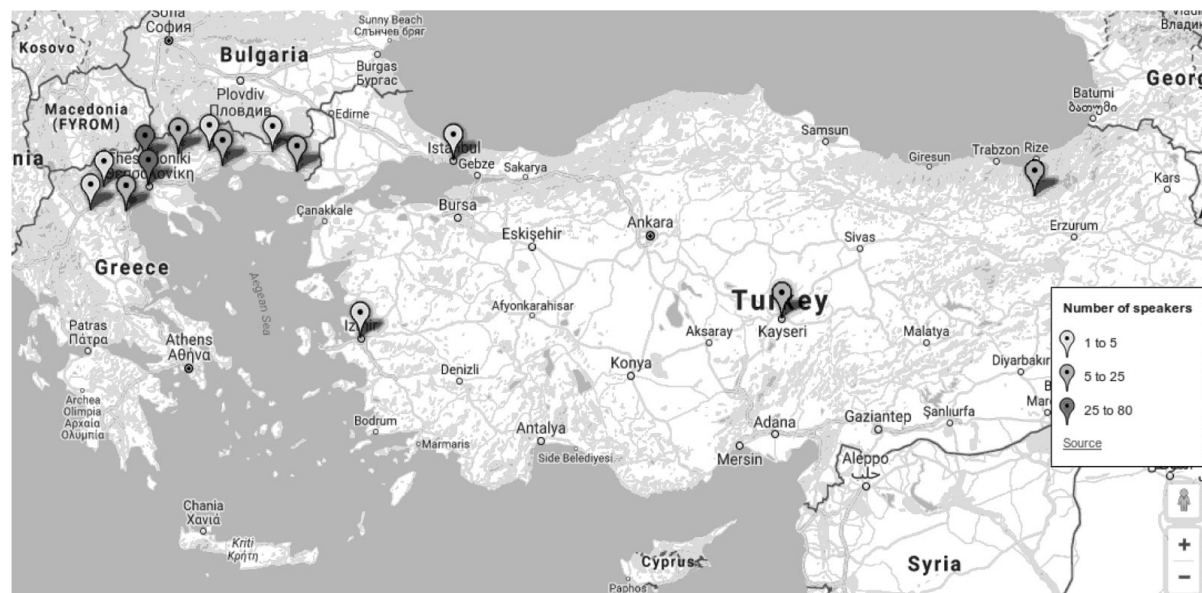 Sofia
София
Sunny Beach
Слънчев бряг
Kosovo
Bulgaria
Burgas
Бургас
Plovdiv
Пловдив
Edirne
Macedonia
(FYROM)
Batumi
ბათუმი
Istanbul
Gebze
Sakarya
Samsun
Giresun
Trabzon
Rize
Kars
Thessaloniki
Θεσσαλονίκη
Çanakkale
Bursa
Eskişehir
Ankara
Sivas
Erzurum
Greece
Aegean Sea
Afyonkarahisar
Turkey
Kayseri
Aksaray
Malatya
Izmir
Patras
Πάτρα
Athens
Αθήνα
Konya
Denizli
Diyarbakır
Archea
Olimpia
Αρχαία
Ολυμπία
Bodrum
Marmaris
Antalya
Side Belediyesi
Adana
Mersin
Gaziantep
Şanlıurfa
Aleppo
حلب
Number of speakers
1 to 5
5 to 25
25 to 80
Source
Chania
Χανιά
Kriti
Κρήτη
Cyprus
Paphos
Syria
+
−